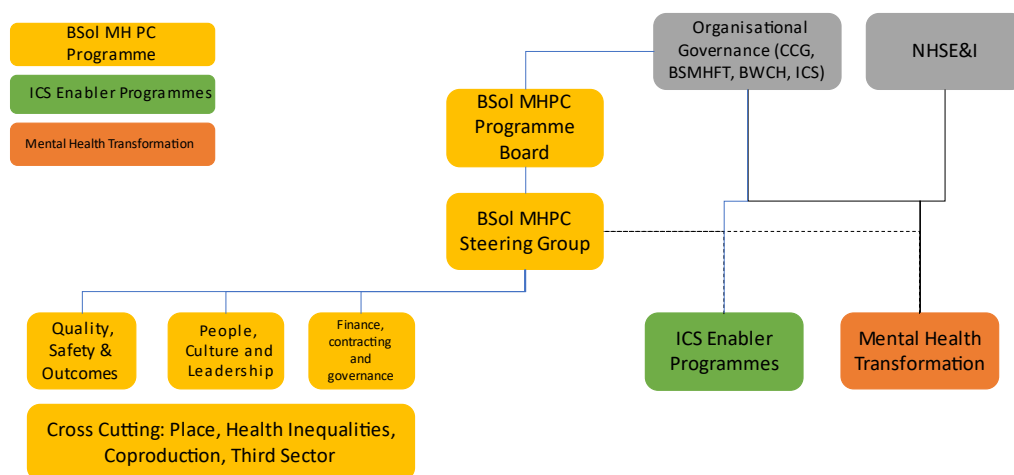 BSol MH PC
Programme
ICS Enabler Programmes
Mental Health Transformation
Organisational
Governance (CCG,
BSMHFT, BWCH, ICS)
NHSE&I
BSol MHPC
Programme
Board
BSol MHPC
Steering Group
Quality,
Safety &
Outcomes
People,
Culture and
Leadership
Finance,
contracting
and
governance
ICS Enabler
Programmes
Mental Health
Transformation
Cross Cutting: Place, Health Inequalities,
Coproduction, Third Sector